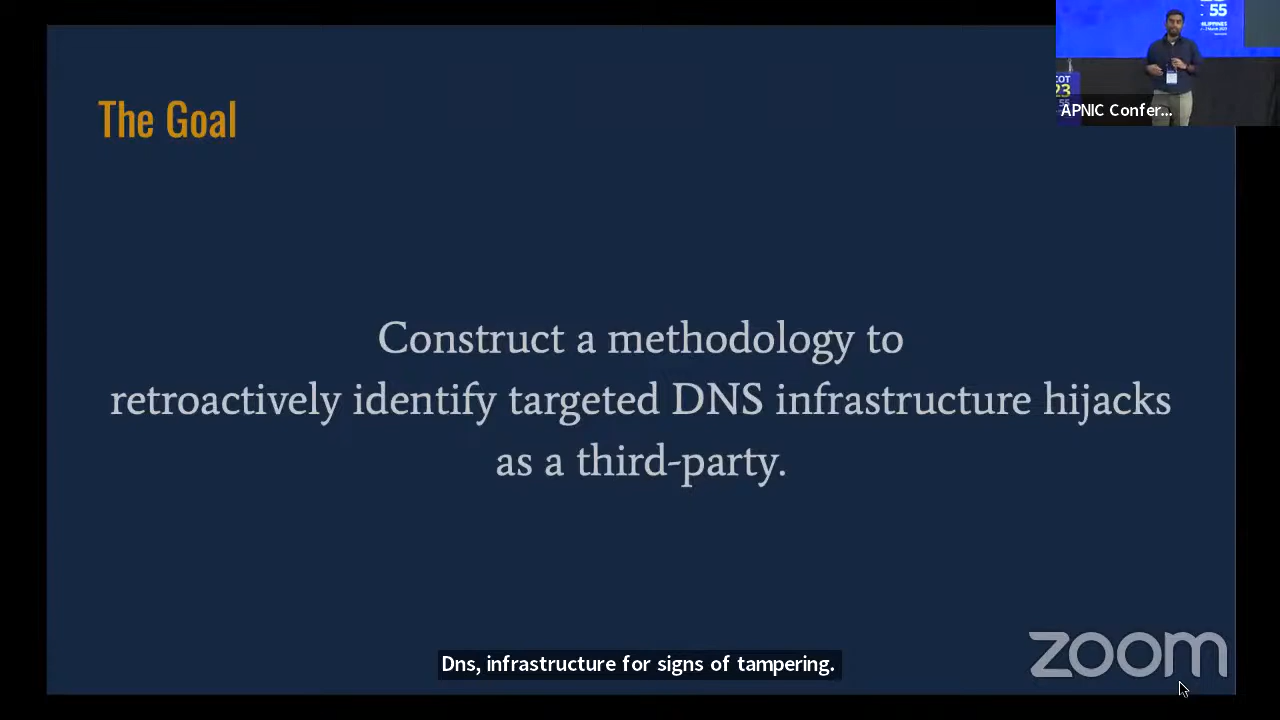 55
The Goal
APNIC Confer...
Construct a methodology to
retroactively identify targeted DNS infrastructure hijacks
as a third-party.
Dns, infrastructure for signs of tampering.
zoom